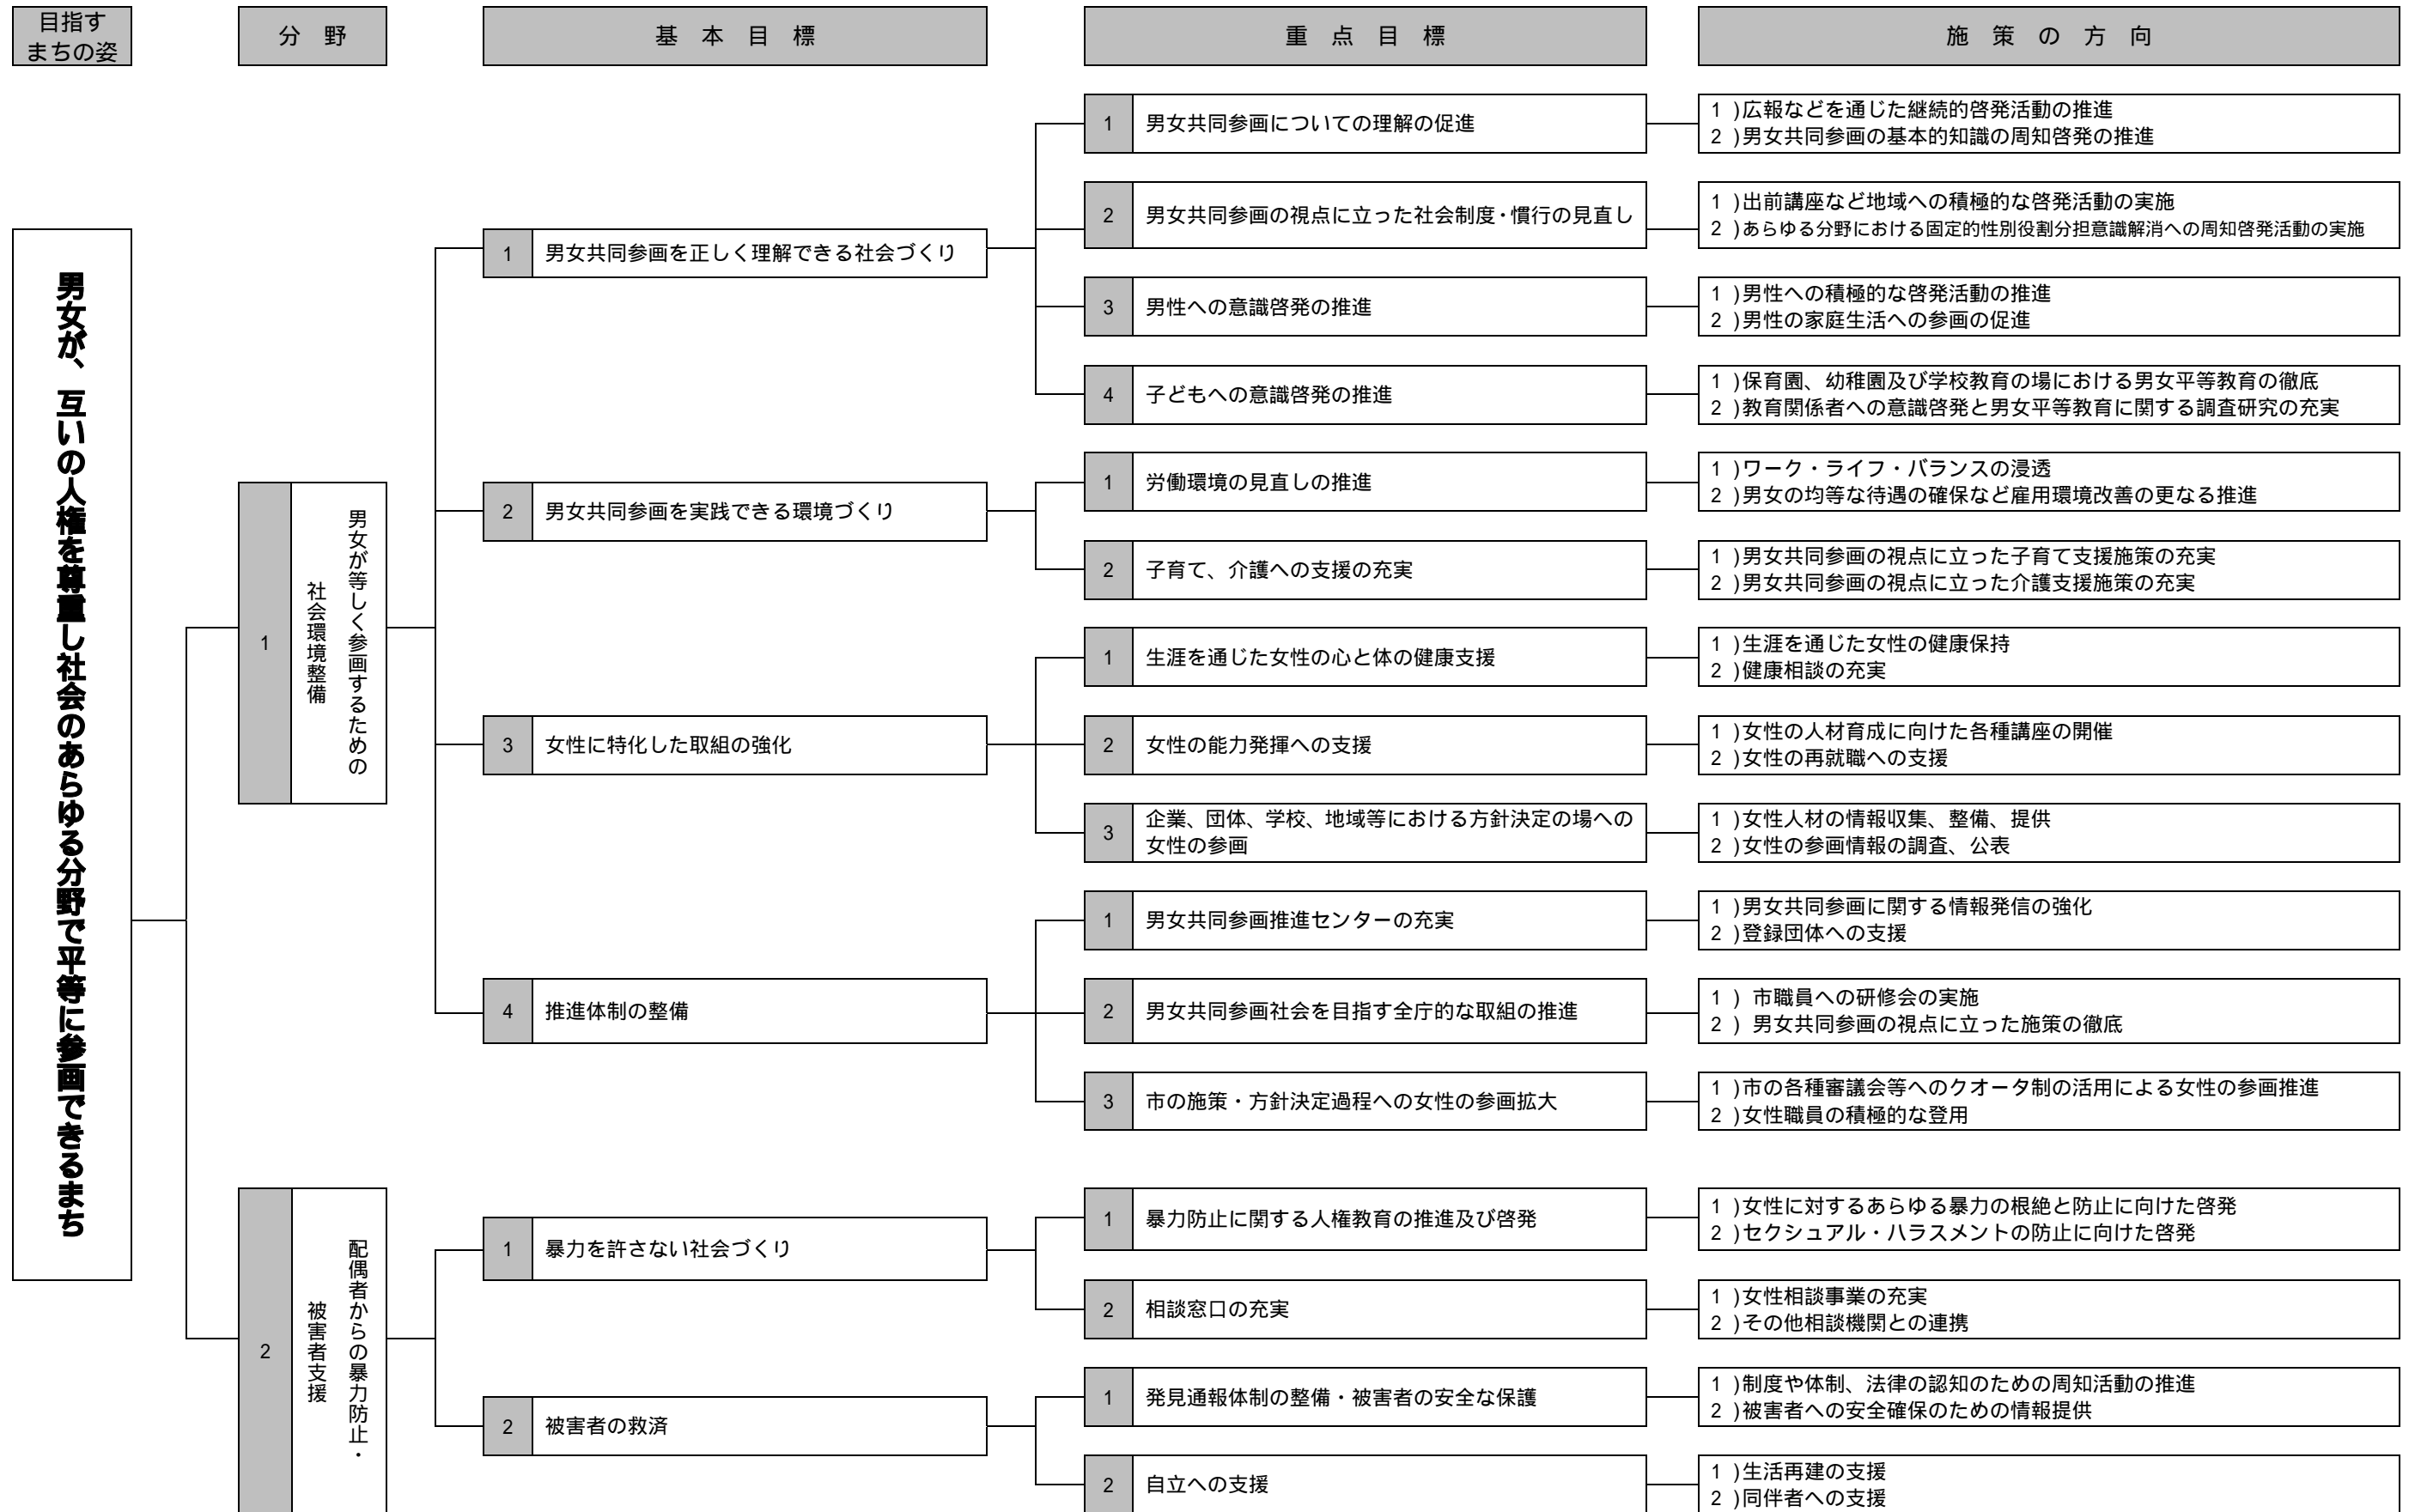 目指す
まちの姿
分 野
基 本 目 標
重 点 目 標
施 策 の 方 向
男女が、互いの人権を尊重し社会のあらゆる分野で平等に参画できるまち
1
男女が等しく参画するための
社会環境整備
1
男女共同参画を正しく理解できる社会づくり
1
男女共同参画についての理解の促進
1 )広報などを通じた継続的啓発活動の推進
2 )男女共同参画の基本的知識の周知啓発の推進
2
男女共同参画の視点に立った社会制度・慣行の見直し
1 )出前講座など地域への積極的な啓発活動の実施
2 )あらゆる分野における固定的性別役割分担意識解消への周知啓発活動の実施
3
男性への意識啓発の推進
1 )男性への積極的な啓発活動の推進
2 )男性の家庭生活への参画の促進
4
子どもへの意識啓発の推進
1 )保育園、幼稚園及び学校教育の場における男女平等教育の徹底
2 )教育関係者への意識啓発と男女平等教育に関する調査研究の充実
2
男女共同参画を実践できる環境づくり
1
労働環境の見直しの推進
1 )ワーク・ライフ・バランスの浸透
2 )男女の均等な待遇の確保など雇用環境改善の更なる推進
2
子育て、介護への支援の充実
1 )男女共同参画の視点に立った子育て支援施策の充実
2 )男女共同参画の視点に立った介護支援施策の充実
3
女性に特化した取組の強化
1
生涯を通じた女性の心と体の健康支援
1 )生涯を通じた女性の健康保持
2 )健康相談の充実
2
女性の能力発揮への支援
1 )女性の人材育成に向けた各種講座の開催
2 )女性の再就職への支援
3
企業、団体、学校、地域等における方針決定の場への
女性の参画
1 )女性人材の情報収集、整備、提供
2 )女性の参画情報の調査、公表
4
推進体制の整備
1
男女共同参画推進センターの充実
1 )男女共同参画に関する情報発信の強化
2 )登録団体への支援
2
男女共同参画社会を目指す全庁的な取組の推進
1 ) 市職員への研修会の実施
2 ) 男女共同参画の視点に立った施策の徹底
3
市の施策・方針決定過程への女性の参画拡大
1 )市の各種審議会等へのクオータ制の活用による女性の参画推進
2 )女性職員の積極的な登用
2
配偶者からの暴力防止・
被害者支援
1
暴力を許さない社会づくり
1
暴力防止に関する人権教育の推進及び啓発
1 )女性に対するあらゆる暴力の根絶と防止に向けた啓発
2 )セクシュアル・ハラスメントの防止に向けた啓発
2
相談窓口の充実
1 )女性相談事業の充実
2 )その他相談機関との連携
2
被害者の救済
1
発見通報体制の整備・被害者の安全な保護
1 )制度や体制、法律の認知のための周知活動の推進
2 )被害者への安全確保のための情報提供
2
自立への支援
1 )生活再建の支援
2 )同伴者への支援